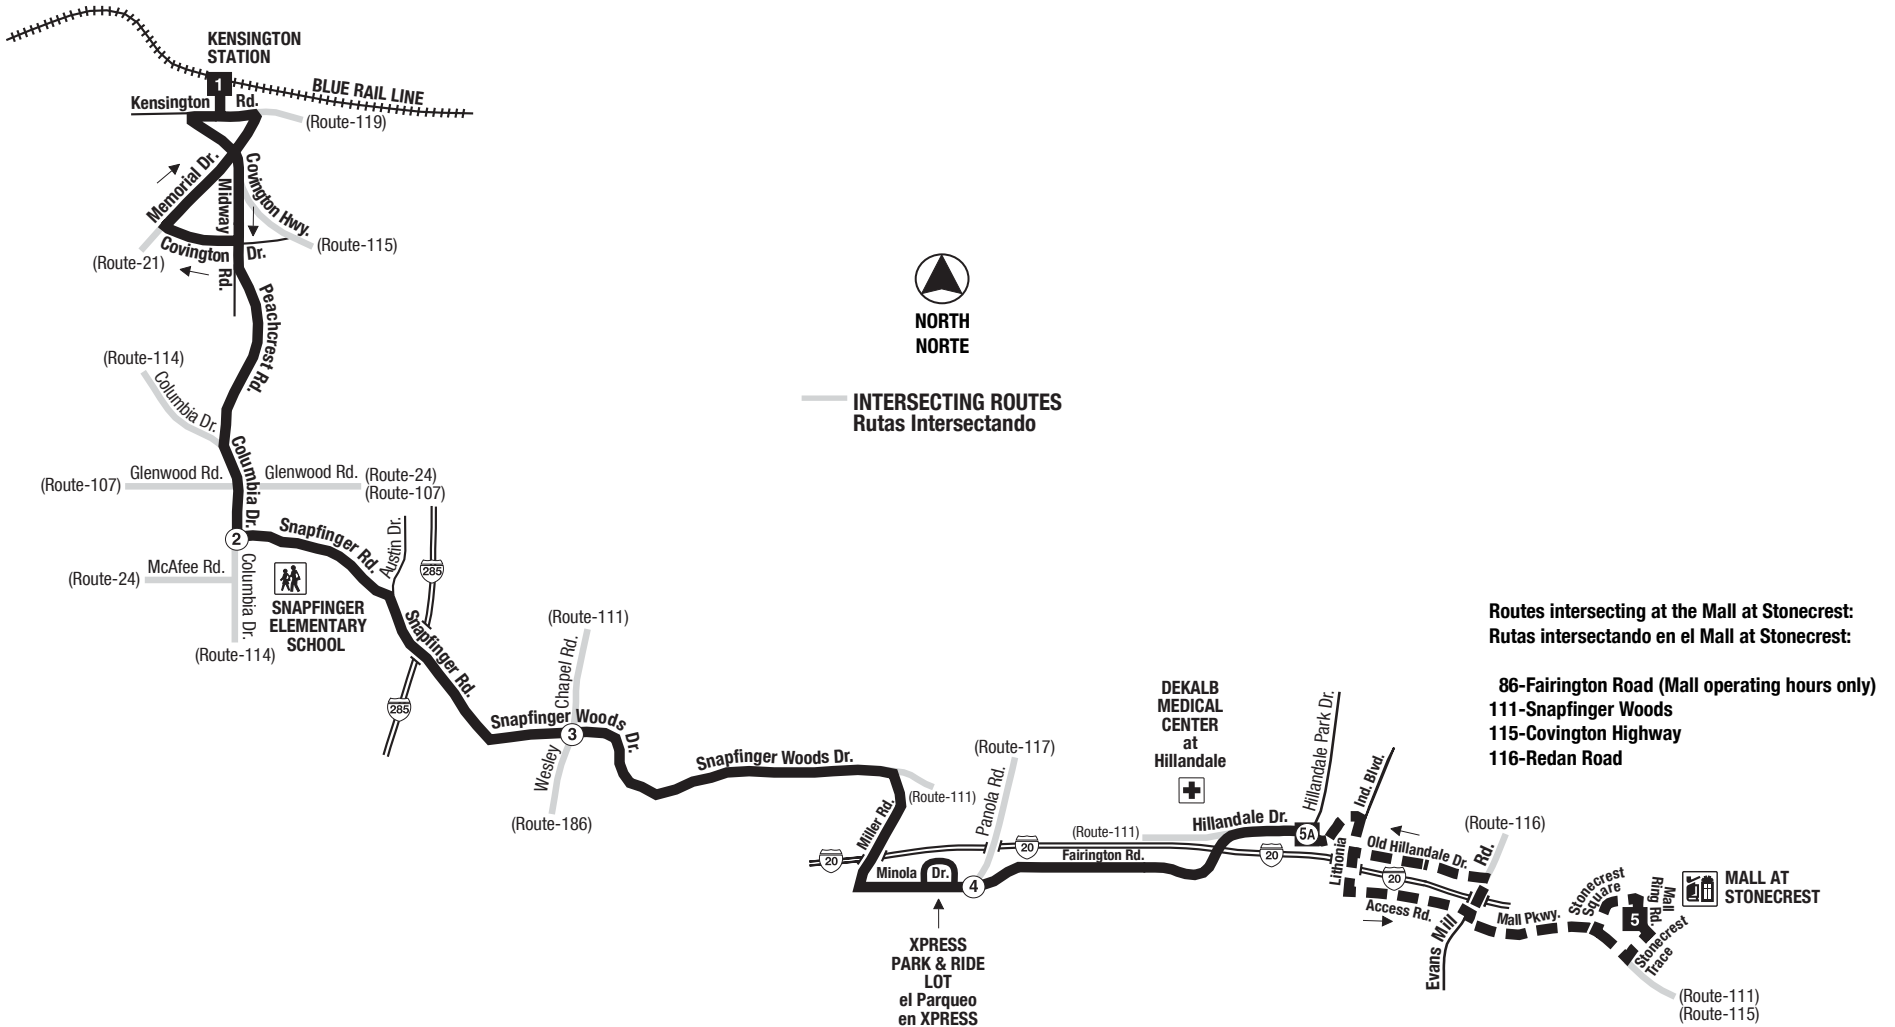 KENSINGTON
STATION
1
BLUE RAIL LINE
Kensington Rd.
(Route-119)
Memorial Dr.
Midway
Rd.
Covington Hwy.
(Route-115)
Covington Dr.
(Route-21)
Peachcrest Rd.
NORTH
NORTE
INTERSECTING ROUTES
Rutas Intersectando
(Route-114)
Columbia Dr.
Columbia Dr.
Glenwood Rd.
Glenwood Rd.
(Route-24)
(Route-107)
(Route-107)
2
Snapfinger Rd.
Austin Dr.
285
McAfee Rd.
(Route-24)
Columbia Dr.
(Route-114)
SNAPFINGER
ELEMENTARY
SCHOOL
Snapfinger Rd.
285
(Route-111)
Chapel Rd.
Snapfinger Woods Dr.
3
Wesley
(Route-186)
Snapfinger Woods Dr.
(Route-111)
Miller Rd.
20
Minola Dr.
4
(Route-117)
Panola Rd.
20
Fairington Rd.
XPRESS
PARK & RIDE
LOT
el Parqueo
en XPRESS
DEKALB
MEDICAL
CENTER
at
Hillandale
(Route-111)
Hillandale Dr.
20
5A
Hillandale Park Dr.
Lithonia
Ind. Blvd.
Old Hillandale Dr.
20
Access Rd.
Evans Mill Rd.
(Route-116)
Mall Pkwy.
Stonecrest
Square
Mall
Ring Rd.
5
Stonecrest
Trace
MALL AT
STONECREST
(Route-111)
(Route-115)
Routes intersecting at the Mall at Stonecrest:
Rutas intersectando en el Mall at Stonecrest:
86-Fairington Road (Mall operating hours only)
111-Snapfinger Woods
115-Covington Highway
116-Redan Road